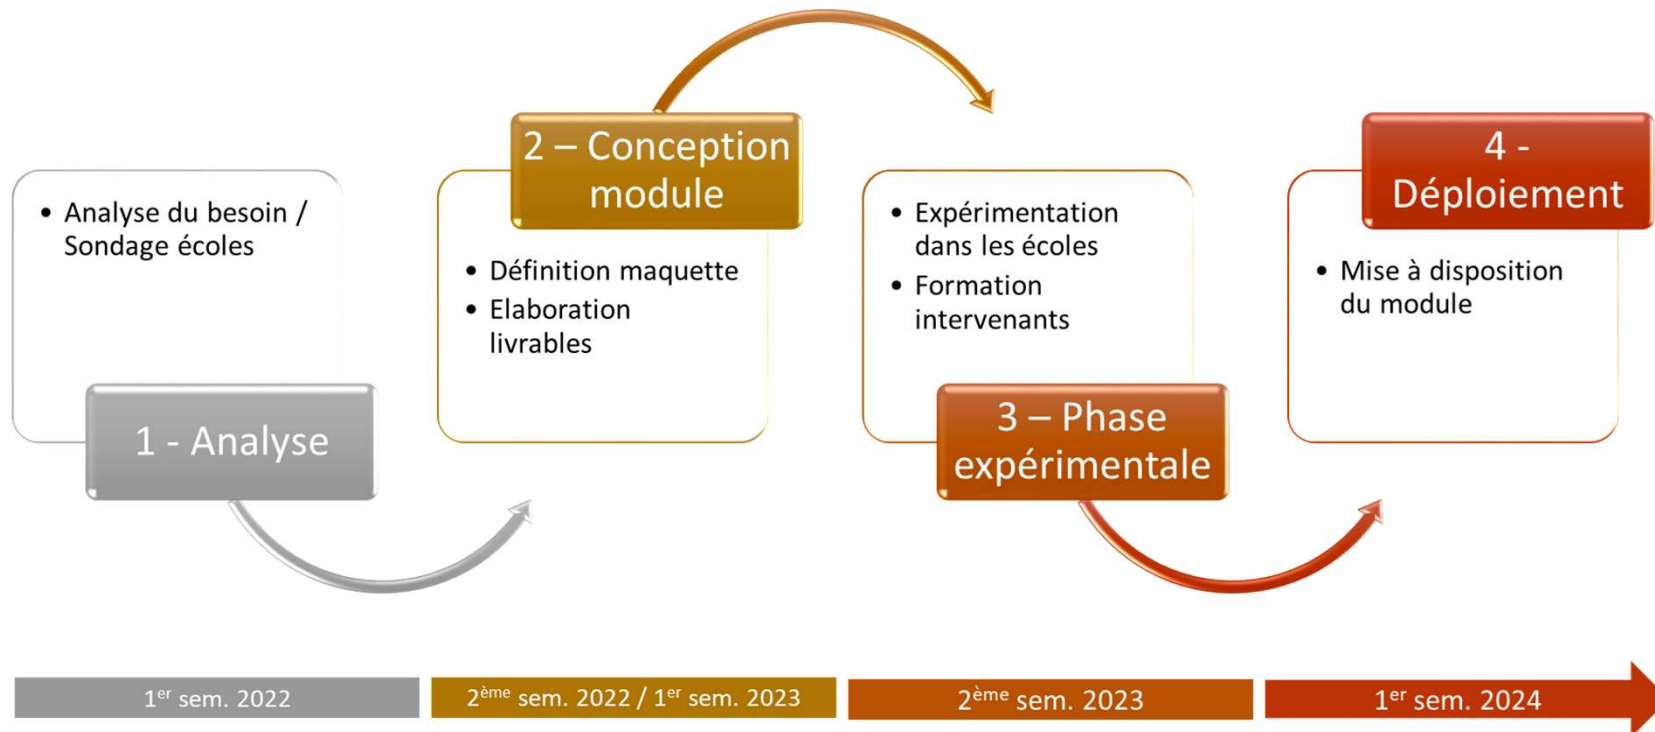 • Analyse du besoin /
Sondage écoles
1 - Analyse
2 – Conception
module
• Définition maquette
• Elaboration
livrables
• Expérimentation
dans les écoles
• Formation
intervenants
3 – Phase
expérimentale
4 -
Déploiement
• Mise à disposition
du module
1er sem. 2022
2ème sem. 2022 / 1er sem. 2023
2ème sem. 2023
1er sem. 2024